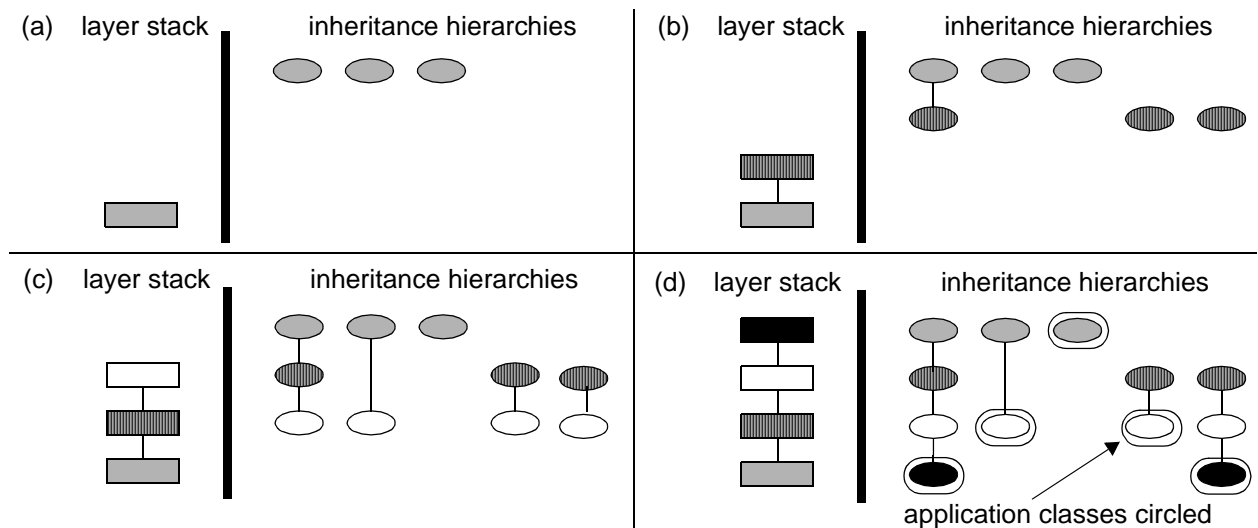 (a) layer stack inheritance hierarchies
(b) layer stack inheritance hierarchies
(c) layer stack inheritance hierarchies
(d) layer stack inheritance hierarchies
application classes circled